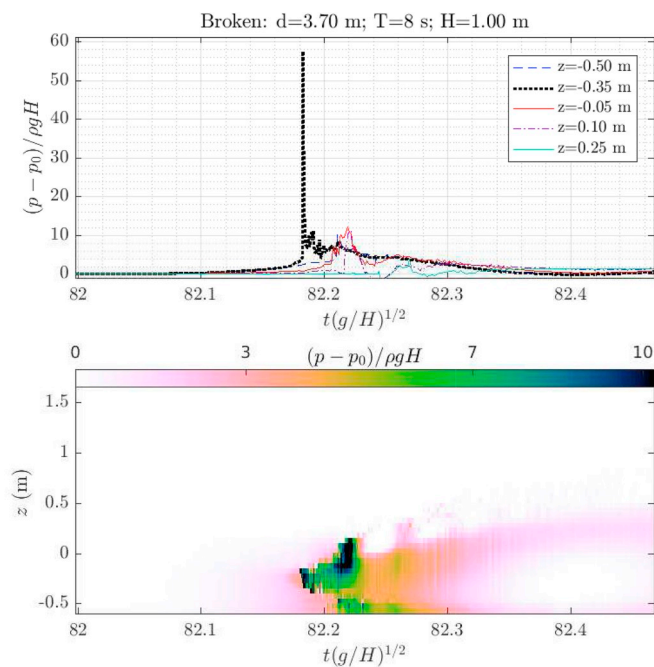 Broken: d=3.70 m; T=8 s; H=1.00 m
60
50
40
30
20
10
0
(p − p₀)/ρgH
z=-0.50 m
z=-0.35 m
z=-0.05 m
z=0.10 m
z=0.25 m
82 82.1 82.2 82.3 82.4
t(g/H)^{1/2}
(p − p₀)/ρgH
0 3 7 10
1.5
1
0.5
0
-0.5
z (m)
82 82.1 82.2 82.3 82.4
t(g/H)^{1/2}